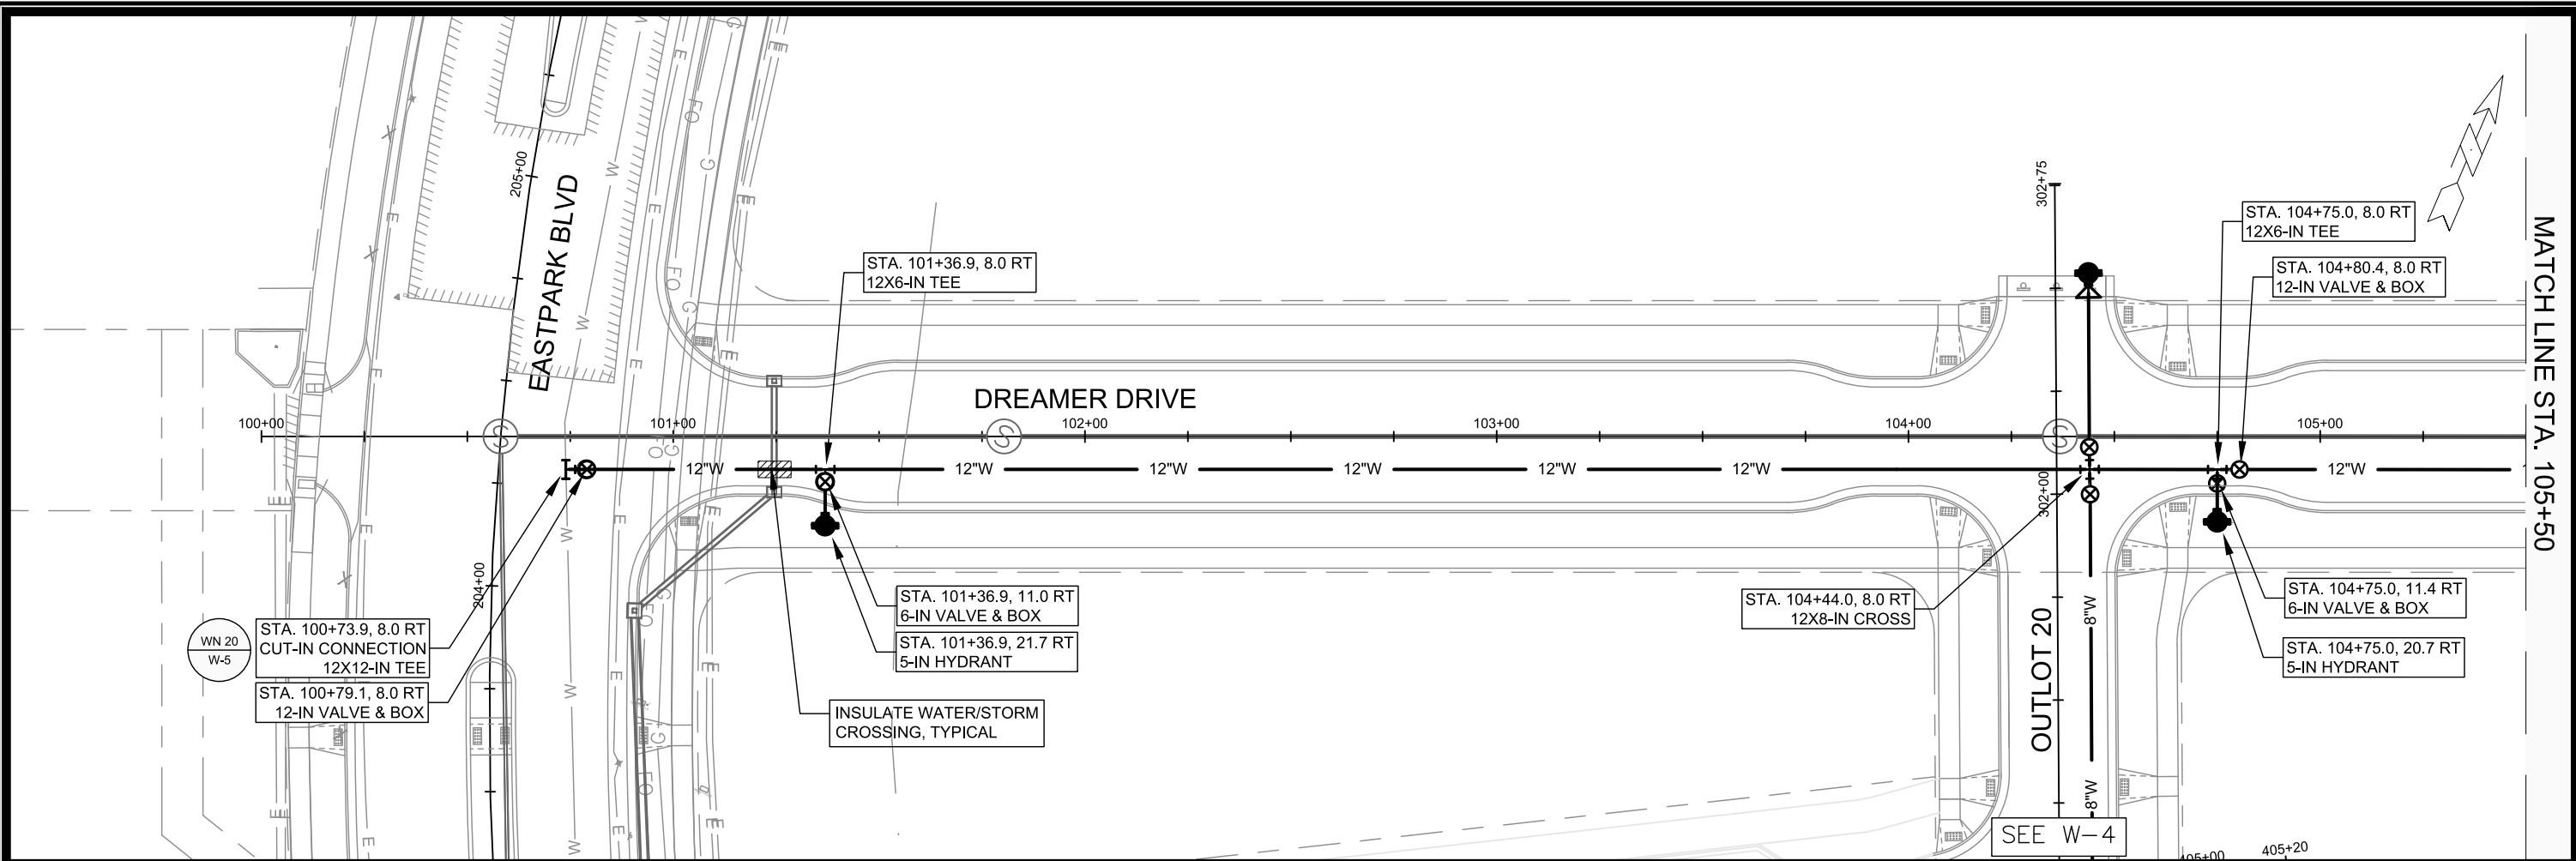 205+00
EASTPARK BLVD
302+75
STA. 104+75.0, 8.0 RT
12X6-IN TEE
STA. 101+36.9, 8.0 RT
12X6-IN TEE
STA. 104+80.4, 8.0 RT
12-IN VALVE & BOX
MATCH LINE STA. 105+50
DREAMER DRIVE
100+00
101+00
102+00
103+00
104+00
105+00
12"W
12"W
12"W
12"W
12"W
12"W
12"W
302+00
204+00
WN 20
W-5
STA. 100+73.9, 8.0 RT
CUT-IN CONNECTION
12X12-IN TEE
STA. 100+79.1, 8.0 RT
12-IN VALVE & BOX
STA. 101+36.9, 11.0 RT
6-IN VALVE & BOX
STA. 101+36.9, 21.7 RT
5-IN HYDRANT
INSULATE WATER/STORM
CROSSING, TYPICAL
STA. 104+44.0, 8.0 RT
12X8-IN CROSS
STA. 104+75.0, 11.4 RT
6-IN VALVE & BOX
STA. 104+75.0, 20.7 RT
5-IN HYDRANT
OUTLOT 20
8"W
8"W
SEE W-4
405+20